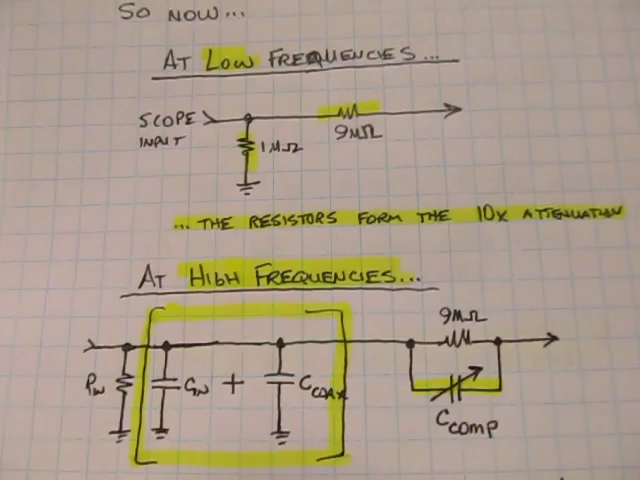 SO NOW...
AT LOW FREQUENCIES...
SCOPE
INPUT
1MΩ
9MΩ
...THE RESISTORS FORM THE 10X ATTENUATION
AT HIGH FREQUENCIES...
9MΩ
RIN
CIN
+
CCOAX
CCOMP